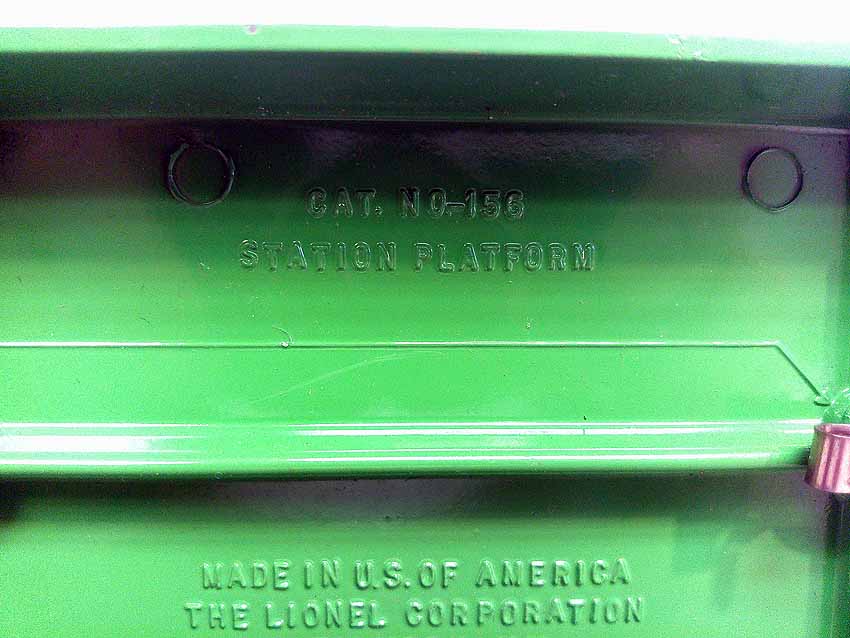 CAT. NO-156
STATION PLATFORM
MADE IN U.S. OF AMERICA
THE LIONEL CORPORATION